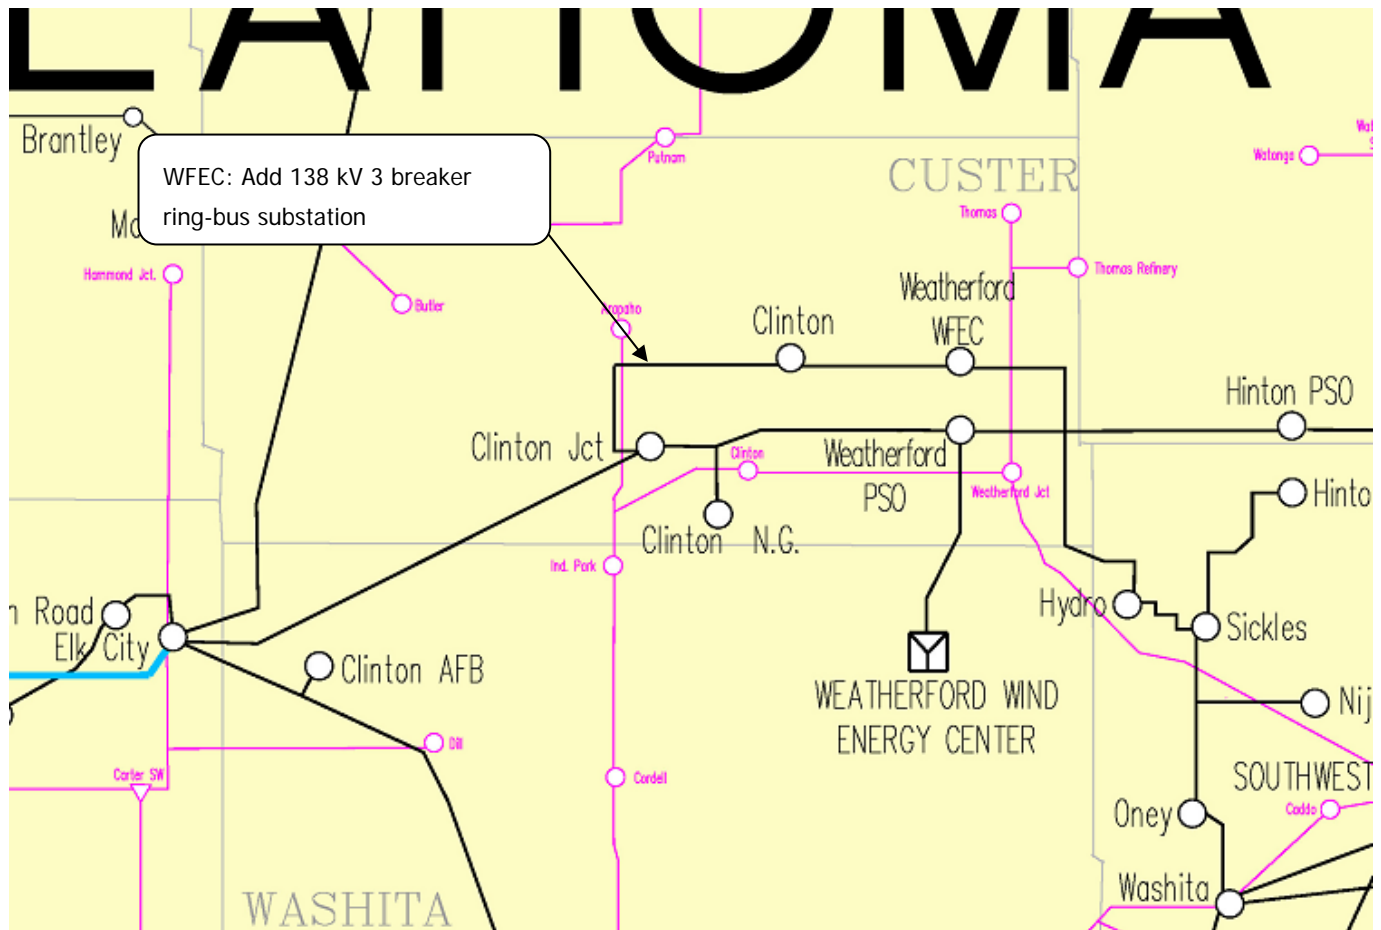 LAHOMA
Brantley
WFEC: Add 138 kV 3 breaker
ring-bus substation
Putnam
Watonga
CUSTER
Thomas
Mo
Hammond Jct.
Butler
Thomas Refinery
Arapaho
Clinton
Weatherford
WFEC
Hinton PSO
Clinton Jct
Clinton
Weatherford
PSO
Weatherford Jct
Hinto
Clinton N.G.
Ind. Park
n Road
Elk City
Hydro
Sickles
Clinton AFB
WEATHERFORD WIND
ENERGY CENTER
Nij
Dill
Carter SW
Cordell
SOUTHWEST
Caddo
Oney
Washita
WASHITA